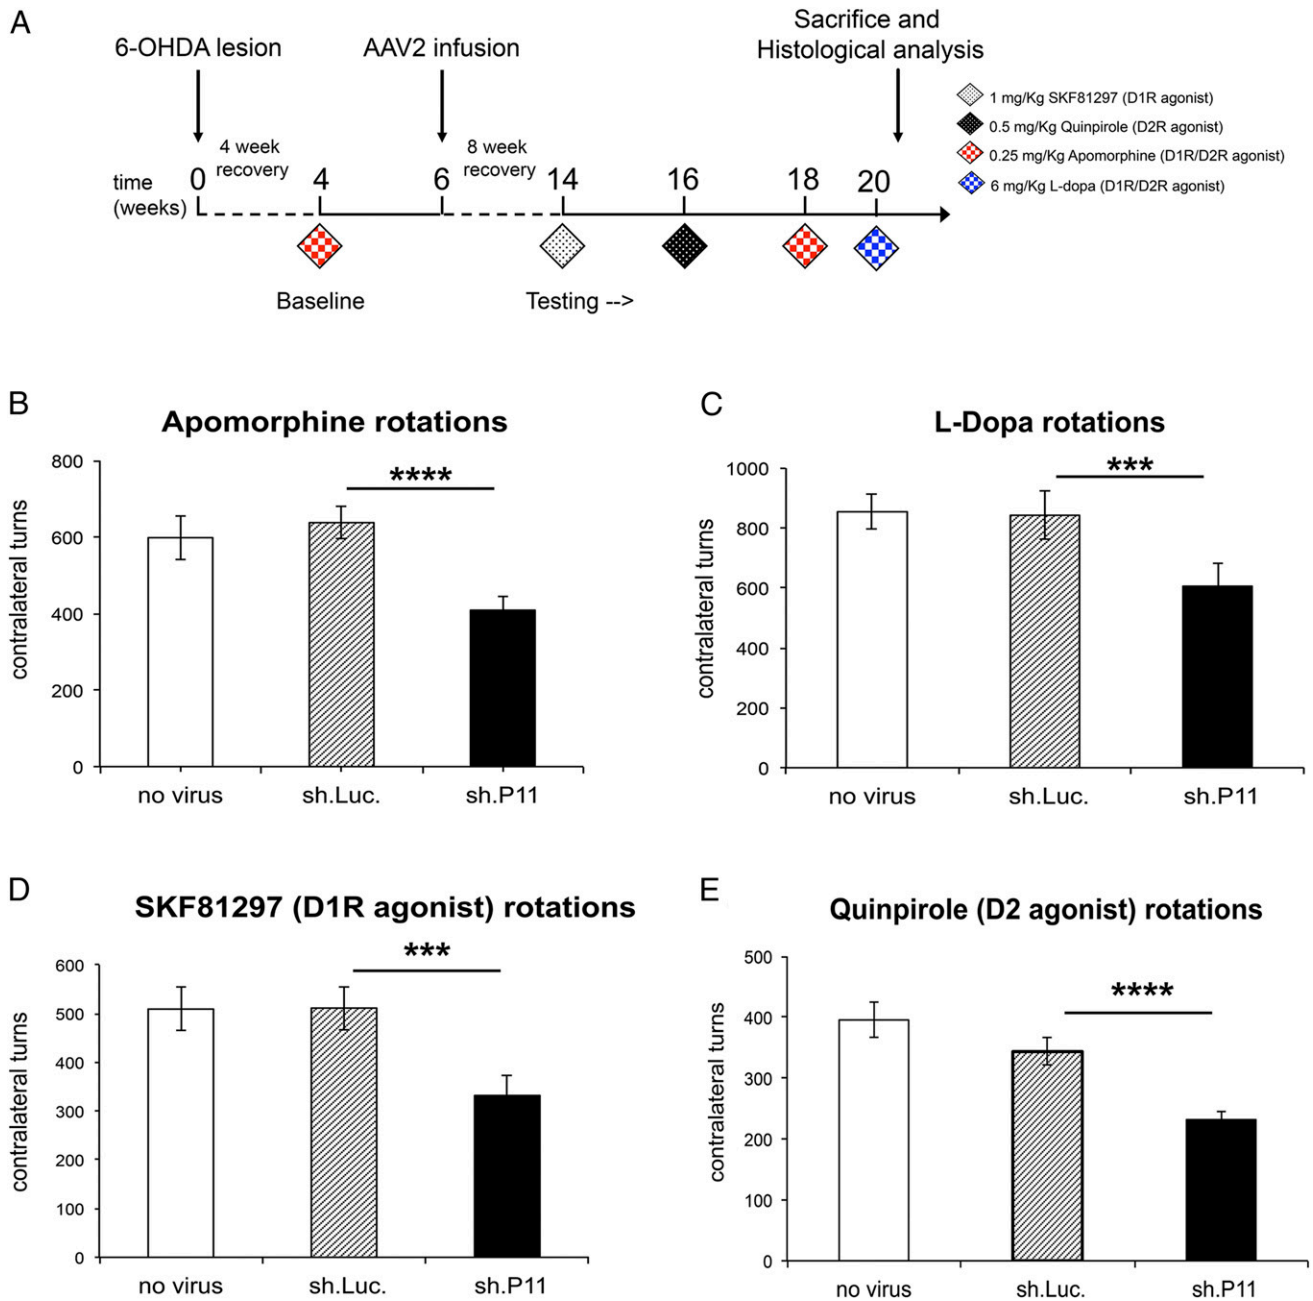 A
6-OHDA lesion
AAV2 infusion
Sacrifice and
Histological analysis
1 mg/Kg SKF81297 (D1R agonist)
0.5 mg/Kg Quinpirole (D2R agonist)
0.25 mg/Kg Apomorphine (D1R/D2R agonist)
6 mg/Kg L-dopa (D1R/D2R agonist)
4 week
recovery
8 week
recovery
time
(weeks)
0 4 6 14 16 18 20
Baseline
Testing -->
B
Apomorphine rotations
****
contralateral turns
800
600
400
200
0
no virus sh.Luc. sh.P11
C
L-Dopa rotations
***
contralateral turns
1000
800
600
400
200
0
no virus sh.Luc. sh.P11
D
SKF81297 (D1R agonist) rotations
***
contralateral turns
600
500
400
300
200
100
0
no virus sh.Luc. sh.P11
E
Quinpirole (D2 agonist) rotations
****
contralateral turns
500
400
300
200
100
0
no virus sh.Luc. sh.P11